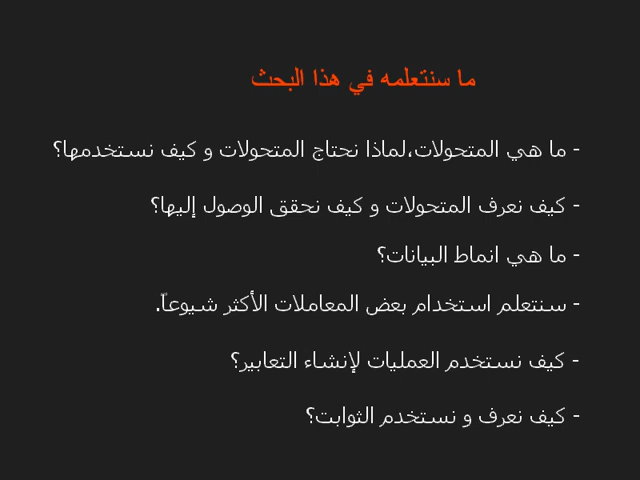 ما سنتعلمه في هذا البحث
- ما هي المتحولات،لماذا نحتاج المتحولات و كيف نستخدمها؟
- كيف نعرف المتحولات و كيف نحقق الوصول إليها؟
- ما هي انماط البيانات؟
- سنتعلم استخدام بعض المعاملات الأكثر شيوعاً.
- كيف نستخدم العمليات لإنشاء التعابير؟
- كيف نعرف و نستخدم الثوابت؟